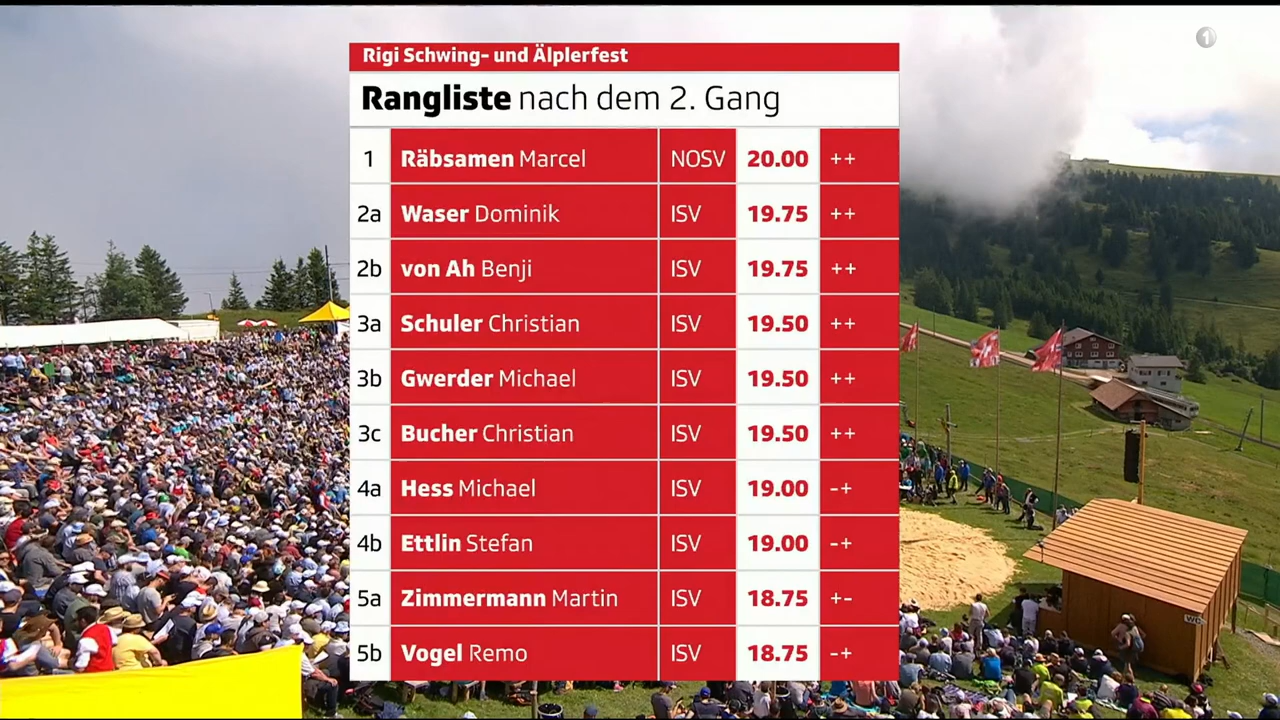 1
Rigi Schwing- und Älplerfest
Rangliste nach dem 2. Gang
1 Räbsamen Marcel NOSV 20.00 ++
2a Waser Dominik ISV 19.75 ++
2b von Ah Benji ISV 19.75 ++
3a Schuler Christian ISV 19.50 ++
3b Gwerder Michael ISV 19.50 ++
3c Bucher Christian ISV 19.50 ++
4a Hess Michael ISV 19.00 -+
4b Ettlin Stefan ISV 19.00 -+
5a Zimmermann Martin ISV 18.75 +-
5b Vogel Remo ISV 18.75 -+
WC